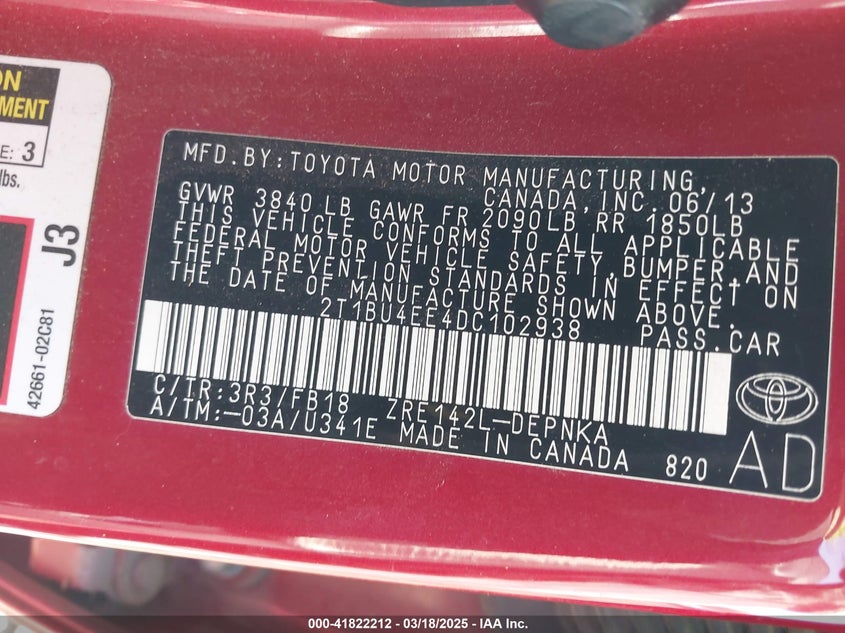 ON
MENT
E: 3
lbs.
J3
42661-02C81
MFD.BY:TOYOTA MOTOR MANUFACTURING,
CANADA,INC.06/13
GVWR 3840LB GAWR FR 2090LB RR 1850LB
THIS VEHICLE CONFORMS TO ALL APPLICABLE
FEDERAL MOTOR VEHICLE SAFETY,BUMPER,AND
THEFT PREVENTION STANDARDS IN EFFECT ON
THE DATE OF MANUFACTURE SHOWN ABOVE.
2T1BU4EE4DC102938 PASS.CAR
C/TR:3R3/FB18 ZRE142L-DEPNKA
A/TM:-03A/U341E MADE IN CANADA 820
AD
000-41822212 - 03/18/2025 - IAA Inc.